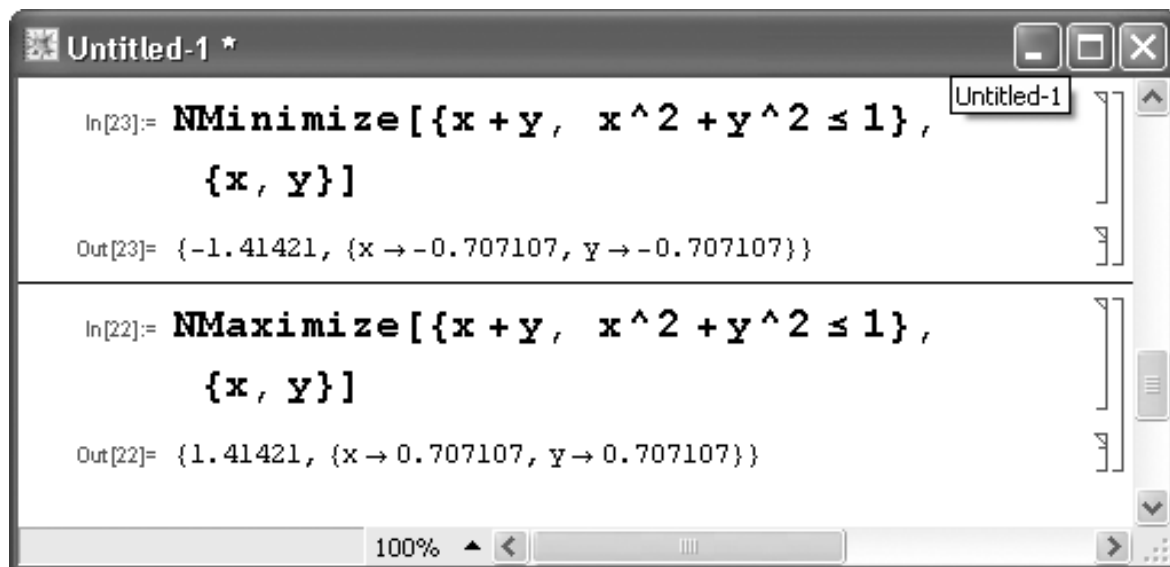 Untitled-1 *
Untitled-1
In[23]:= NMinimize[{x + y, x^2 + y^2 ≤ 1},
{x, y}]
Out[23]= {-1.41421, {x → -0.707107, y → -0.707107}}
In[22]:= NMaximize[{x + y, x^2 + y^2 ≤ 1},
{x, y}]
Out[22]= {1.41421, {x → 0.707107, y → 0.707107}}
100%